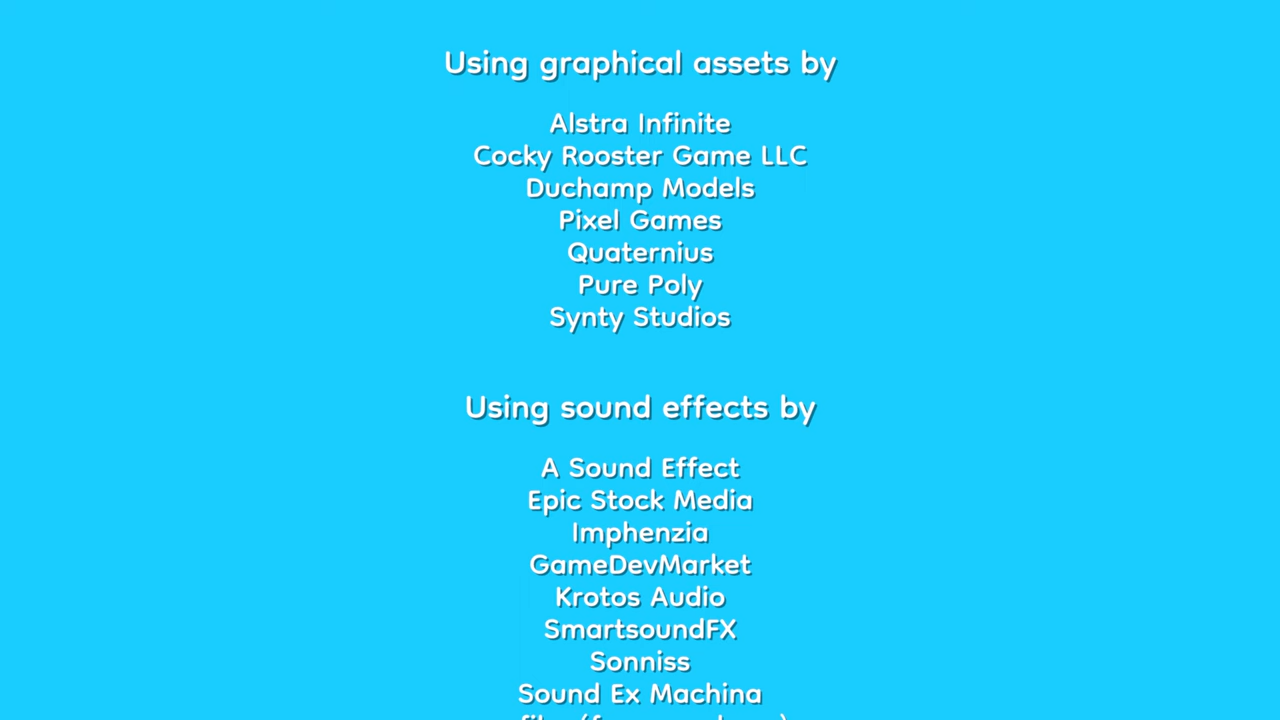 Using graphical assets by
Alstra Infinite
Cocky Rooster Game LLC
Duchamp Models
Pixel Games
Quaternius
Pure Poly
Synty Studios
Using sound effects by
A Sound Effect
Epic Stock Media
Imphenzia
GameDevMarket
Krotos Audio
SmartsoundFX
Sonniss
Sound Ex Machina